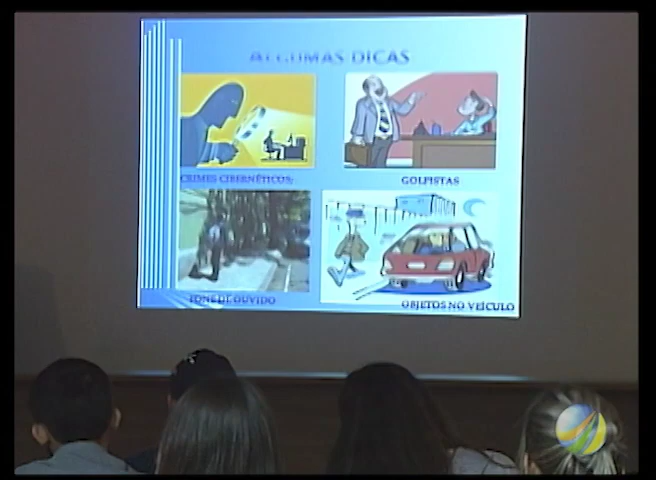 ALGUMAS DICAS
CRIMES CIBERNÉTICOS;
GOLPISTAS
FONE DE OUVIDO
OBJETOS NO VEÍCULO